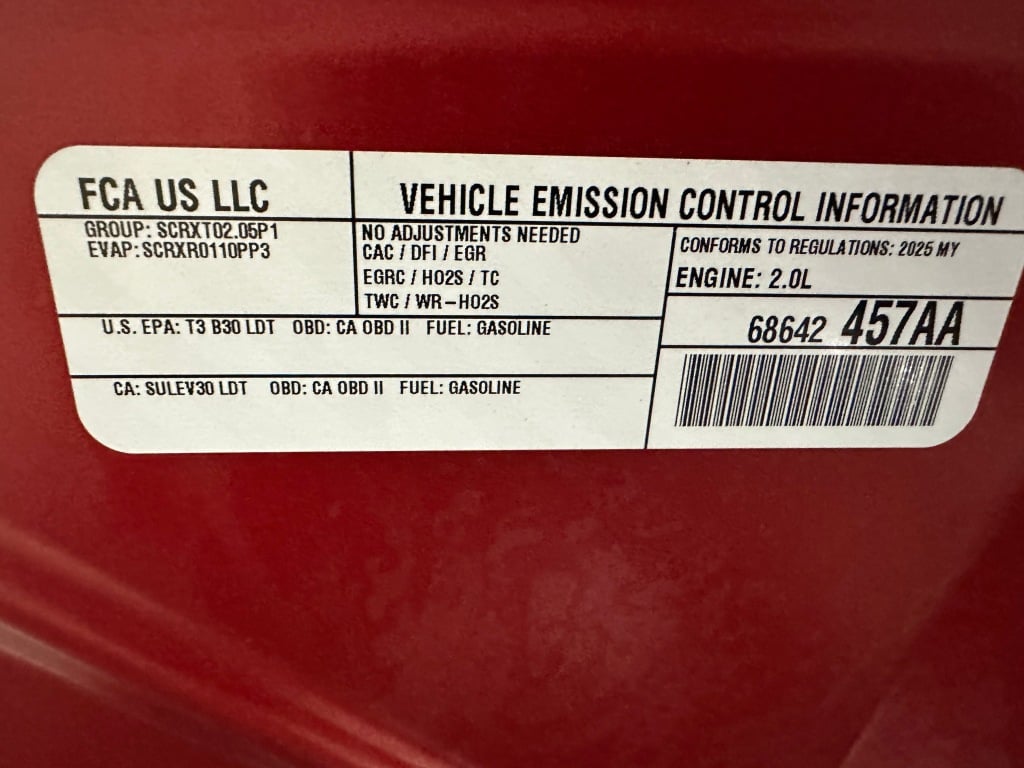 FCA US LLC
VEHICLE EMISSION CONTROL INFORMATION
GROUP: SCRXT02.05P1
EVAP: SCRXR0110PP3
NO ADJUSTMENTS NEEDED
CAC / DFI / EGR
EGRC / HO2S / TC
TWC / WR-HO2S
CONFORMS TO REGULATIONS: 2025 MY
ENGINE: 2.0L
U.S. EPA: T3 B30 LDT OBD: CA OBD II FUEL: GASOLINE
68642 457AA
CA: SULEV30 LDT OBD: CA OBD II FUEL: GASOLINE